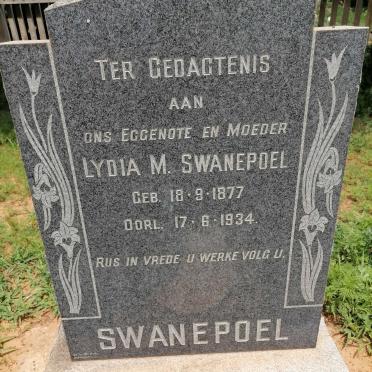 TER GEDAGTENIS
AAN
ONS EGGENOTE EN MOEDER
LYDIA M. SWANEPOEL
GEB. 18·9·1877
OORL. 17·6·1934.
RUS IN VREDE U WERKE VOLG U.
SWANEPOEL